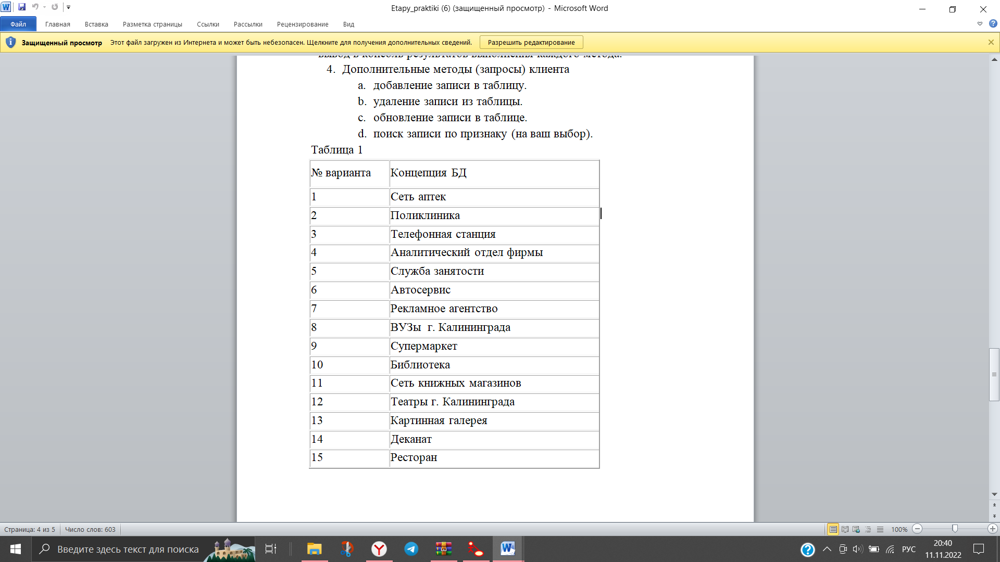 Etapy_praktiki (6) (защищенный просмотр) - Microsoft Word
Файл Главная Вставка Разметка страницы Ссылки Рассылки Рецензирование Вид
Защищенный просмотр Этот файл загружен из Интернета и может быть небезопасен. Щелкните для получения дополнительных сведений. Разрешить редактирование
вывод в консоль результатов выполнены каждого метода.
4. Дополнительные методы (запросы) клиента
a. добавление записи в таблицу.
b. удаление записи из таблицы.
c. обновление записи в таблице.
d. поиск записи по признаку (на ваш выбор).
Таблица 1
№ варианта Концепция БД
1 Сеть аптек
2 Поликлиника
3 Телефонная станция
4 Аналитический отдел фирмы
5 Служба занятости
6 Автосервис
7 Рекламное агентство
8 ВУЗы г. Калининграда
9 Супермаркет
10 Библиотека
11 Сеть книжных магазинов
12 Театры г. Калининграда
13 Картинная галерея
14 Деканат
15 Ресторан
Страница: 4 из 5 Число слов: 603 100%
Введите здесь текст для поиска РУС 20:40
11.11.2022